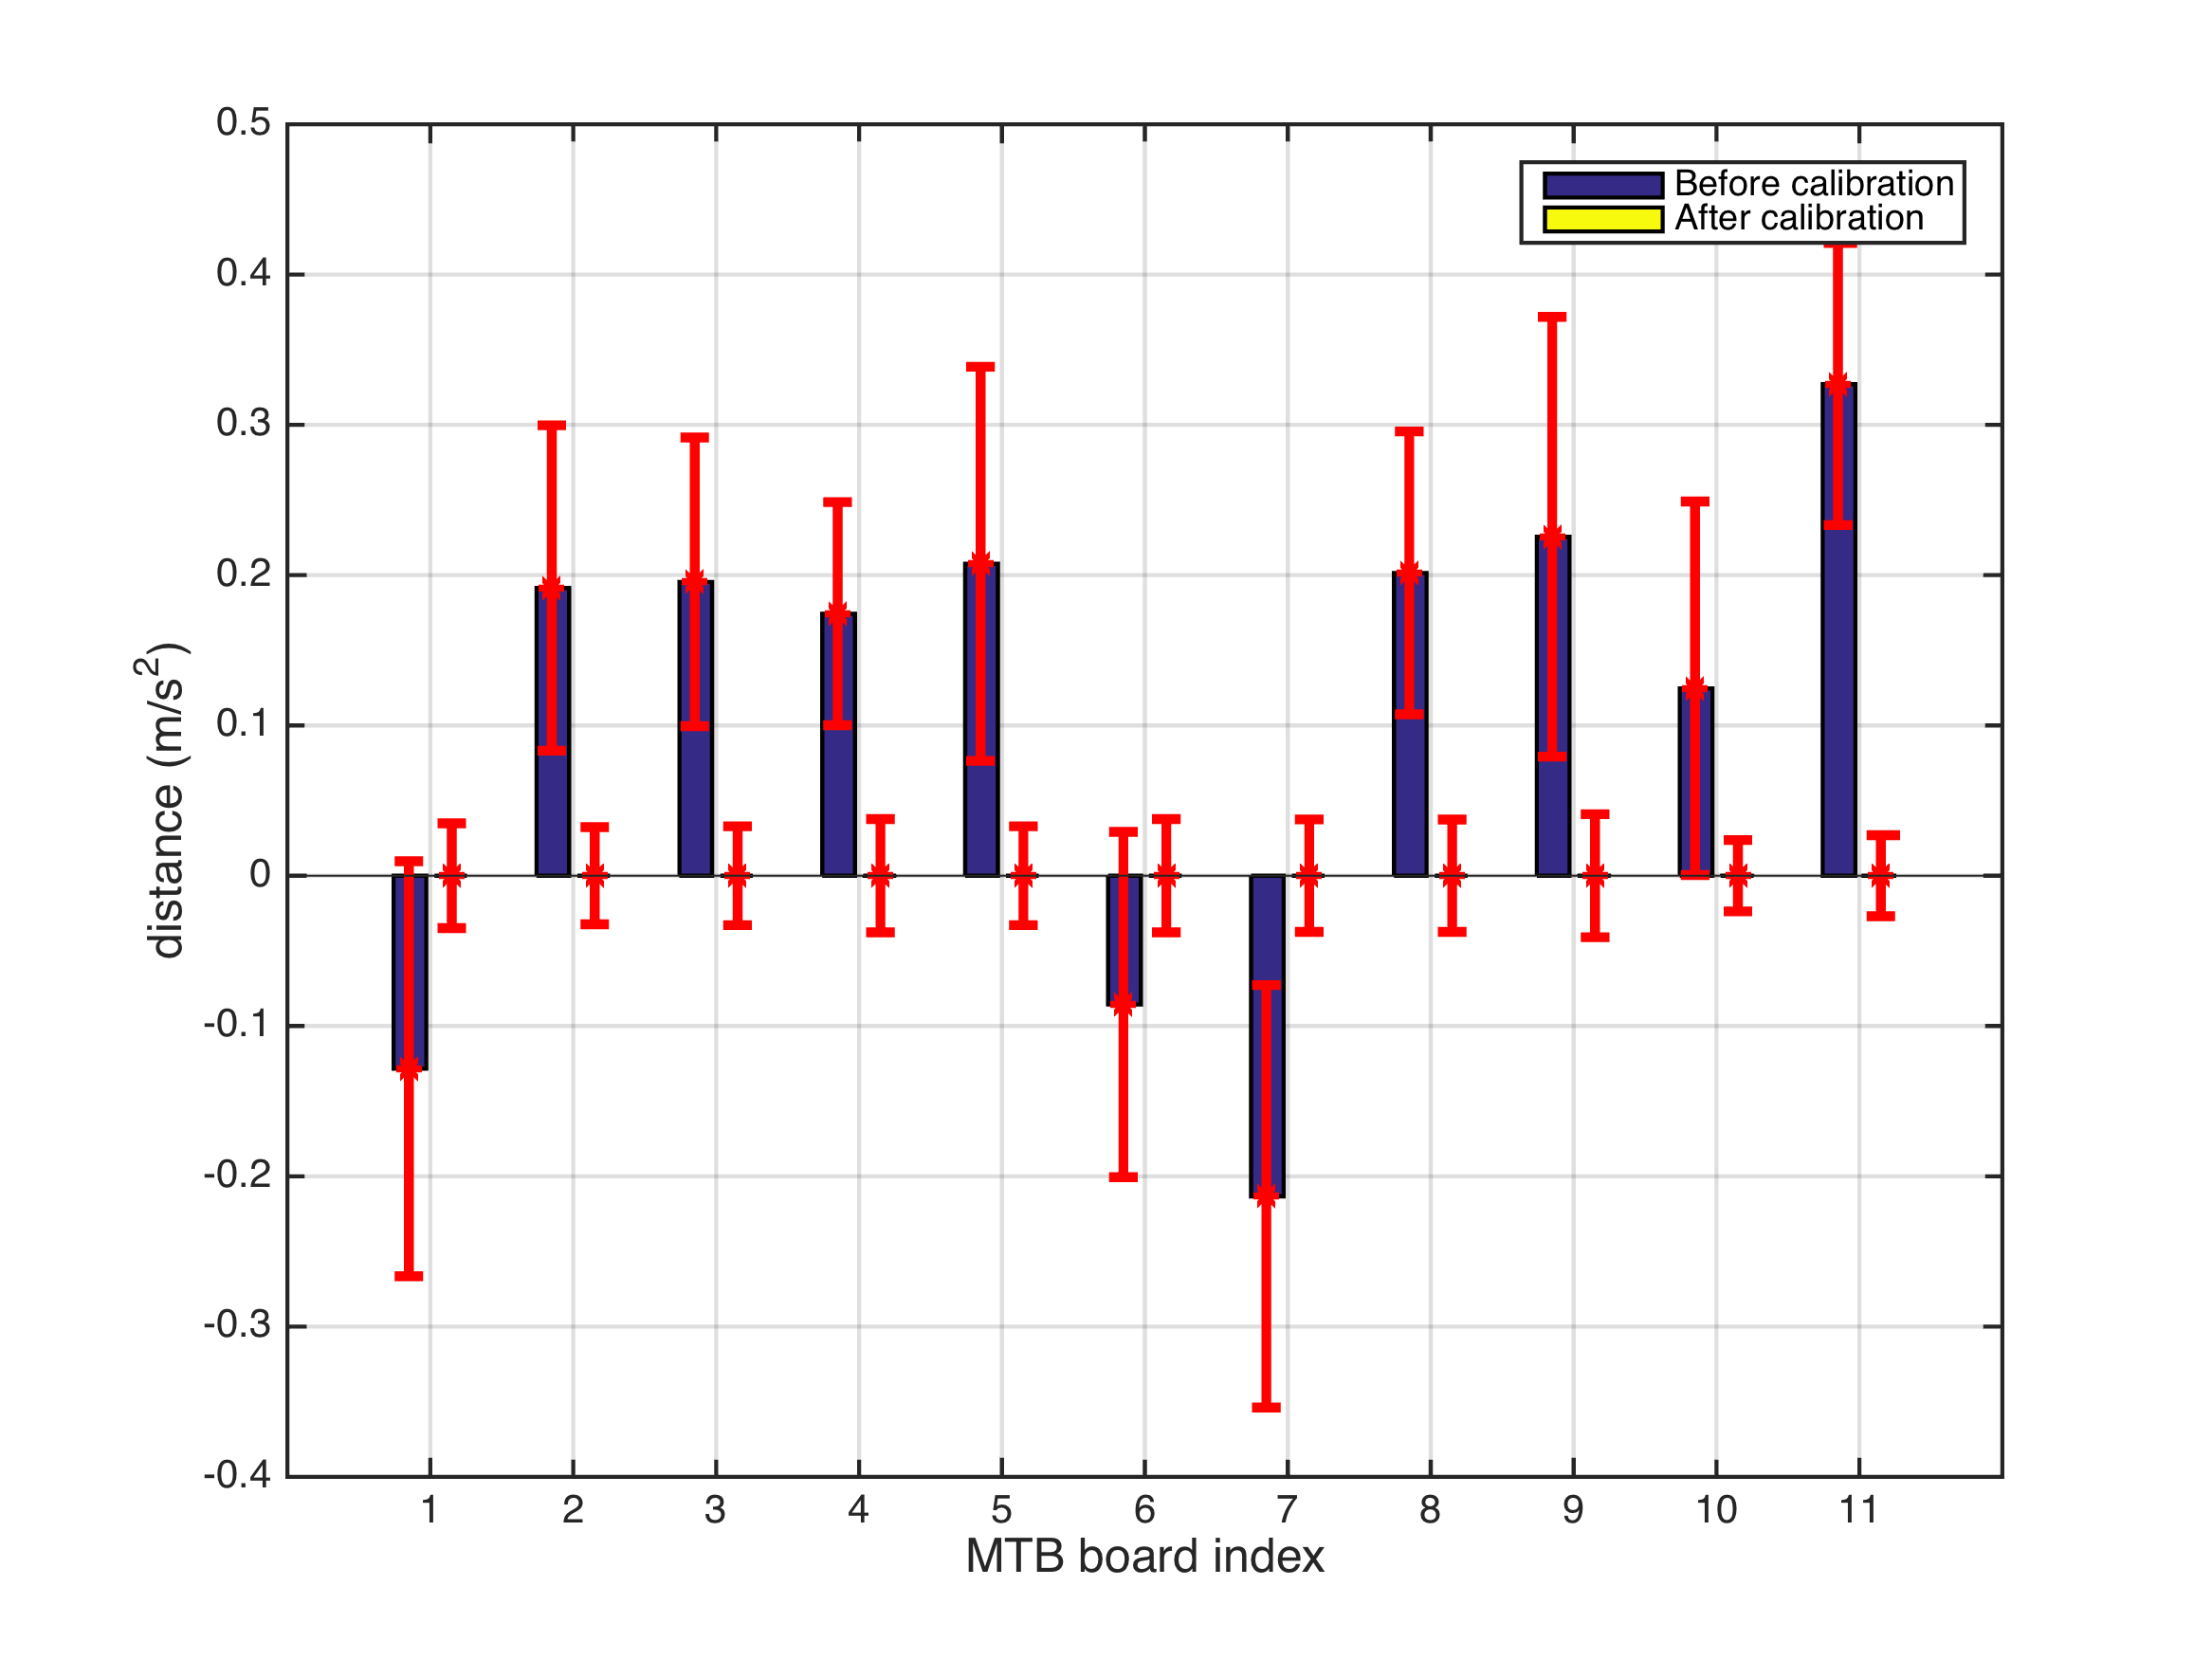 Before calibration
After calibration
0.5
0.4
0.3
0.2
0.1
0
-0.1
-0.2
-0.3
-0.4
distance (m/s²)
1 2 3 4 5 6 7 8 9 10 11
MTB board index